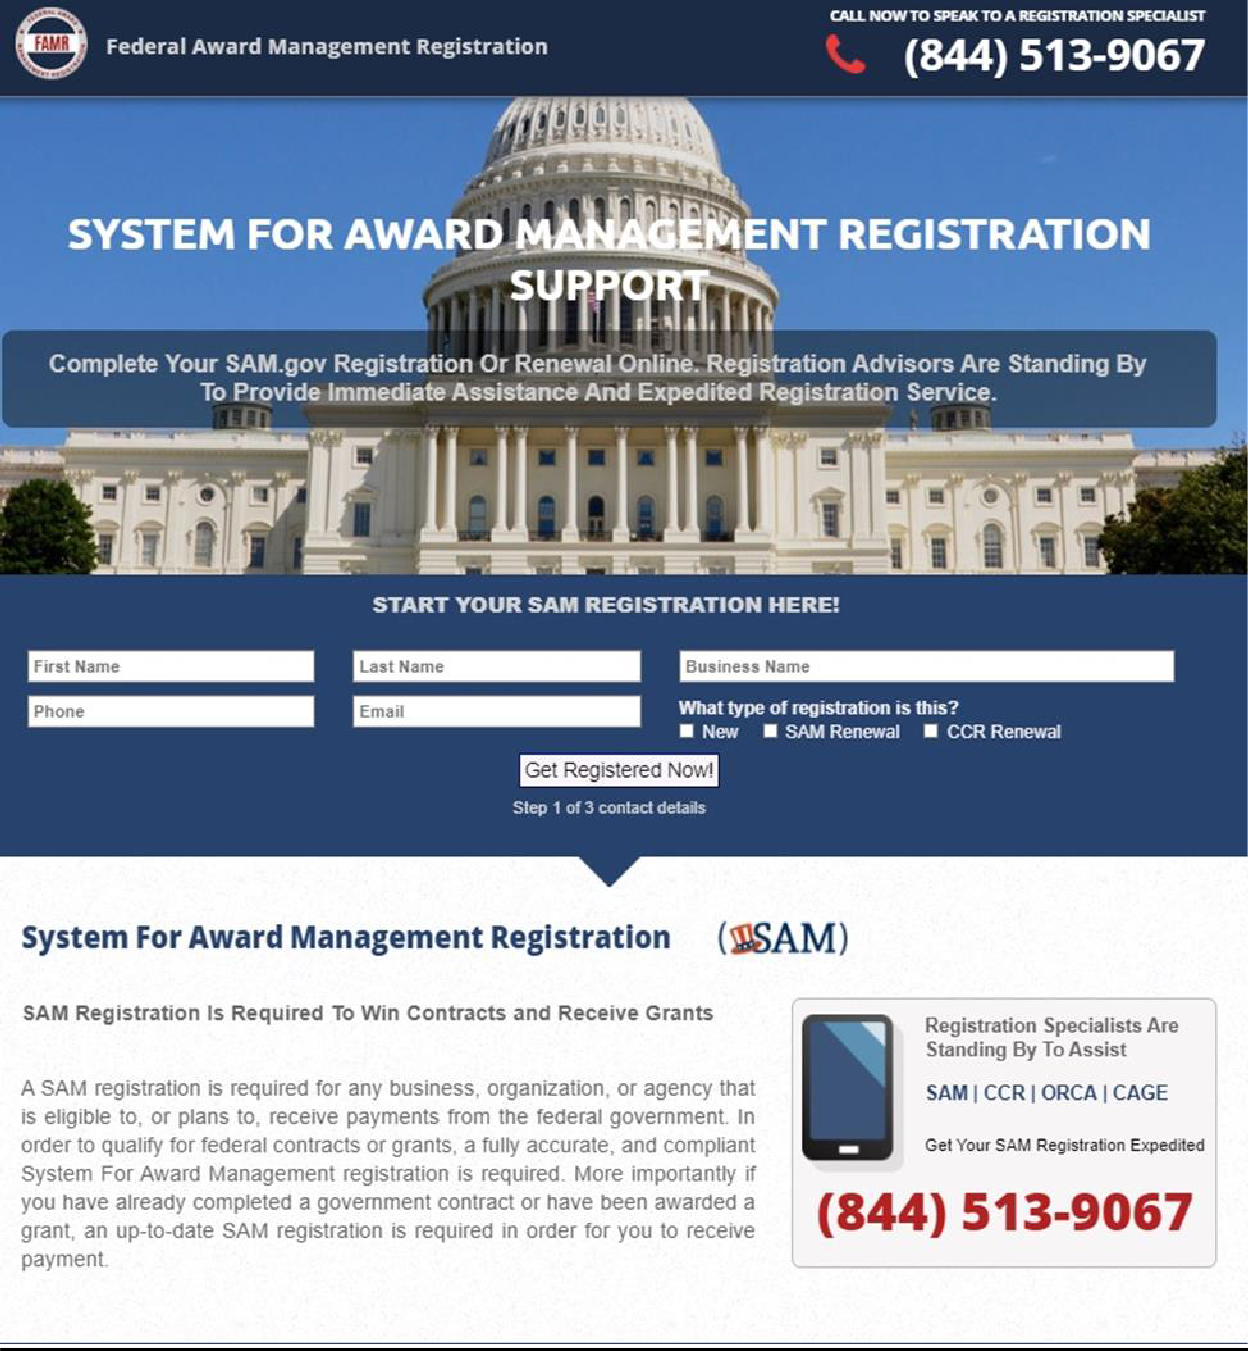 FAMR
Federal Award Management Registration
CALL NOW TO SPEAK TO A REGISTRATION SPECIALIST
(844) 513-9067
SYSTEM FOR AWARD MANAGEMENT REGISTRATION
SUPPORT
Complete Your SAM.gov Registration Or Renewal Online. Registration Advisors Are Standing By
To Provide Immediate Assistance And Expedited Registration Service.
START YOUR SAM REGISTRATION HERE!
First Name
Last Name
Business Name
Phone
Email
What type of registration is this?
New SAM Renewal CCR Renewal
Get Registered Now!
Step 1 of 3 contact details
System For Award Management Registration
(SAM)
SAM Registration Is Required To Win Contracts and Receive Grants
A SAM registration is required for any business, organization, or agency that
is eligible to, or plans to, receive payments from the federal government. In
order to qualify for federal contracts or grants, a fully accurate, and compliant
System For Award Management registration is required. More importantly if
you have already completed a government contract or have been awarded a
grant, an up-to-date SAM registration is required in order for you to receive
payment.
Registration Specialists Are
Standing By To Assist
SAM | CCR | ORCA | CAGE
Get Your SAM Registration Expedited
(844) 513-9067